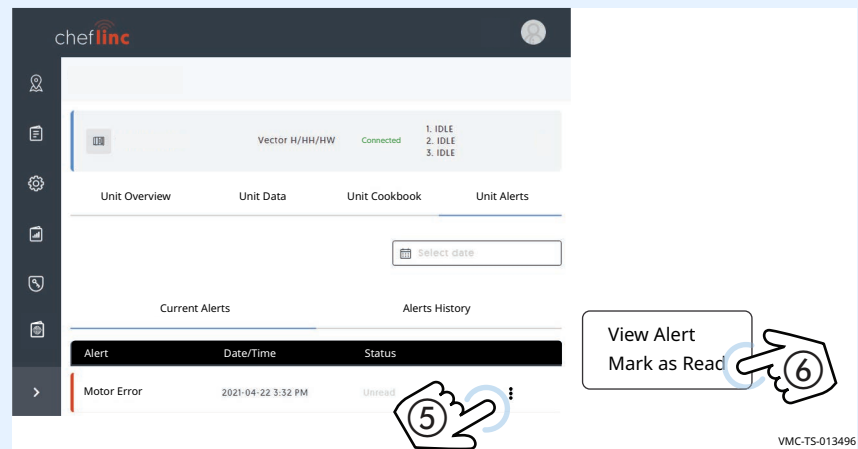 cheflinc
Vector H/HH/HW
Connected
1. IDLE
2. IDLE
3. IDLE
Unit Overview
Unit Data
Unit Cookbook
Unit Alerts
Select date
Current Alerts
Alerts History
Alert
Date/Time
Status
Motor Error
2021-04-22 3:32 PM
Unread
5
View Alert
Mark as Read
6
VMC-TS-013496